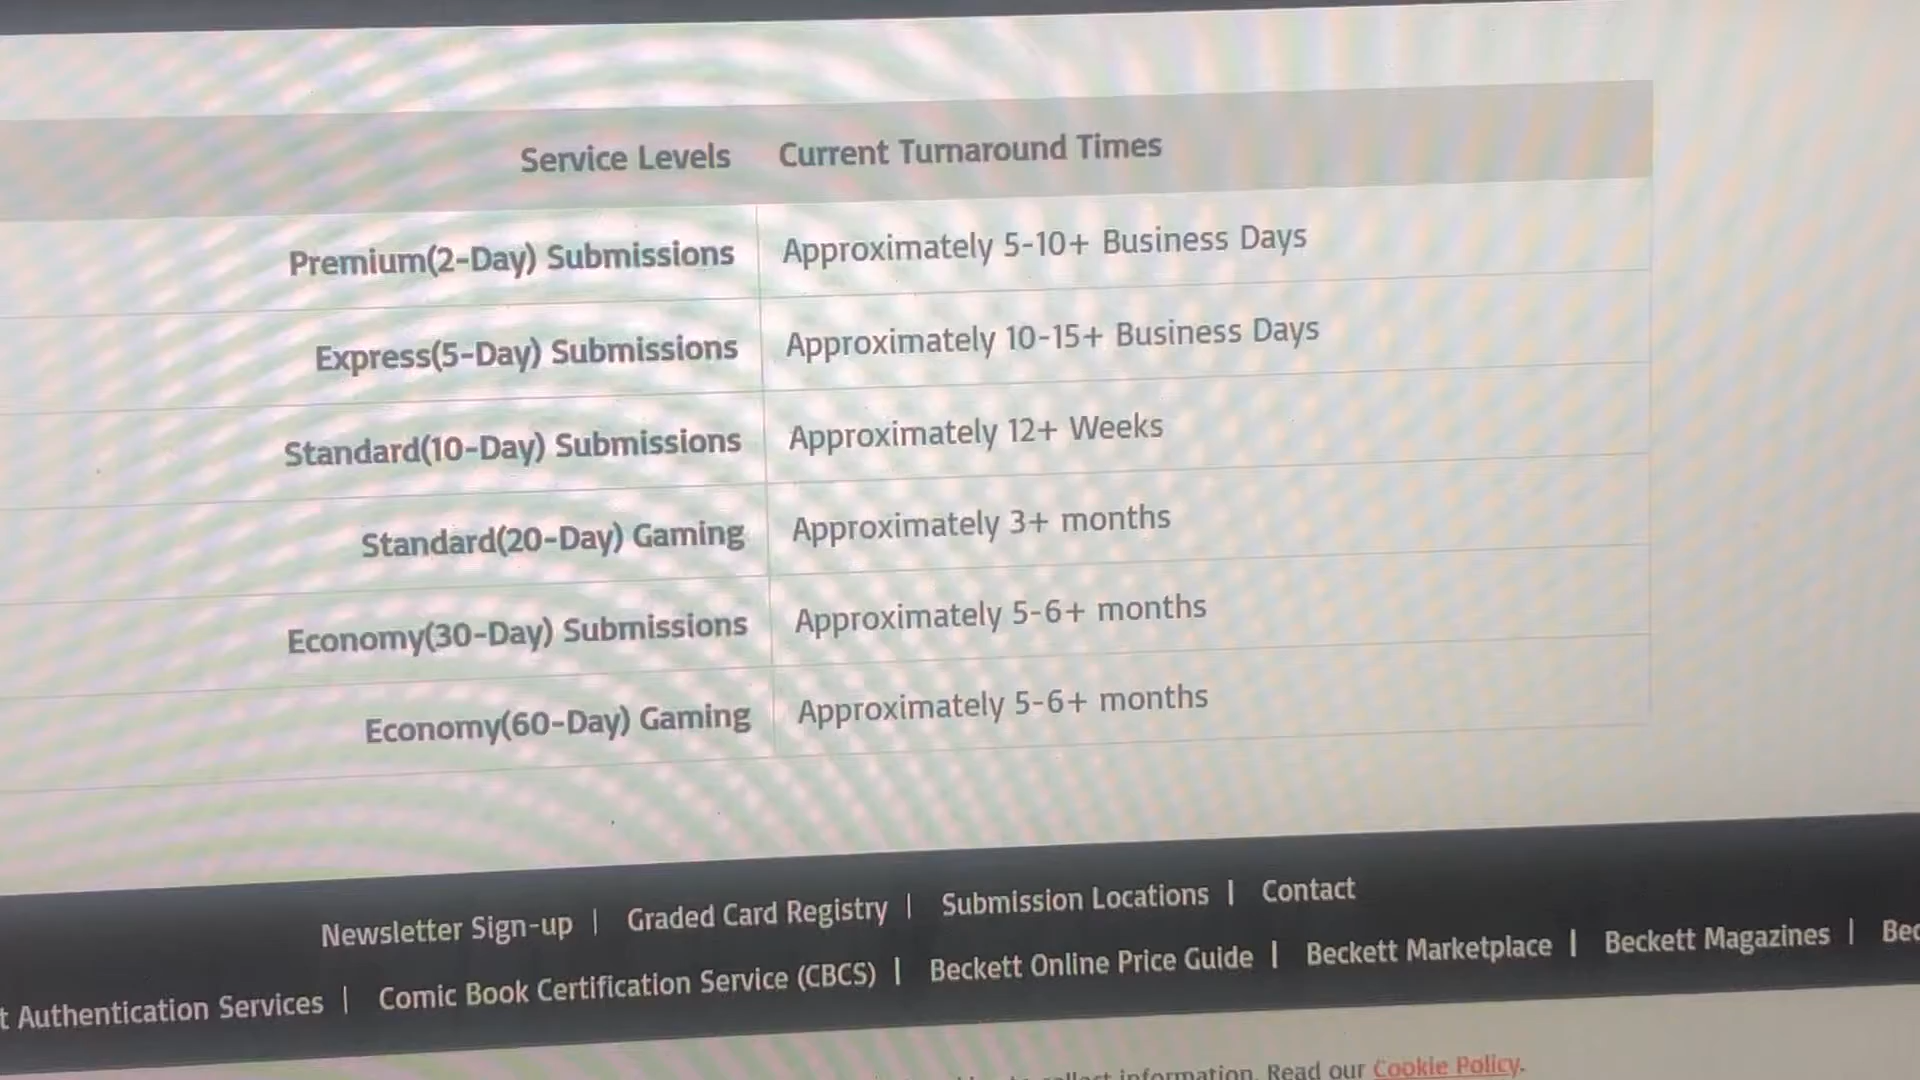 Service Levels Current Turnaround Times
Premium(2-Day) Submissions Approximately 5-10+ Business Days
Express(5-Day) Submissions Approximately 10-15+ Business Days
Standard(10-Day) Submissions Approximately 12+ Weeks
Standard(20-Day) Gaming Approximately 3+ months
Economy(30-Day) Submissions Approximately 5-6+ months
Economy(60-Day) Gaming Approximately 5-6+ months
Newsletter Sign-up | Graded Card Registry | Submission Locations | Contact
t Authentication Services | Comic Book Certification Service (CBCS) | Beckett Online Price Guide | Beckett Marketplace | Beckett Magazines | Bec
information. Read our Cookie Policy.